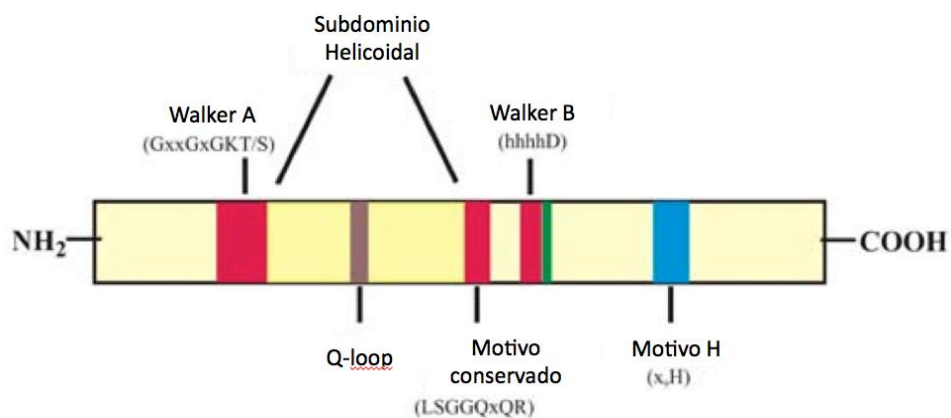 Subdominio
Helicoidal
Walker A
(GxxGxGKT/S)
Walker B
(hhhhD)
NH2
COOH
Q-loop
Motivo
conservado
(LSGGQxQR)
Motivo H
(x,H)